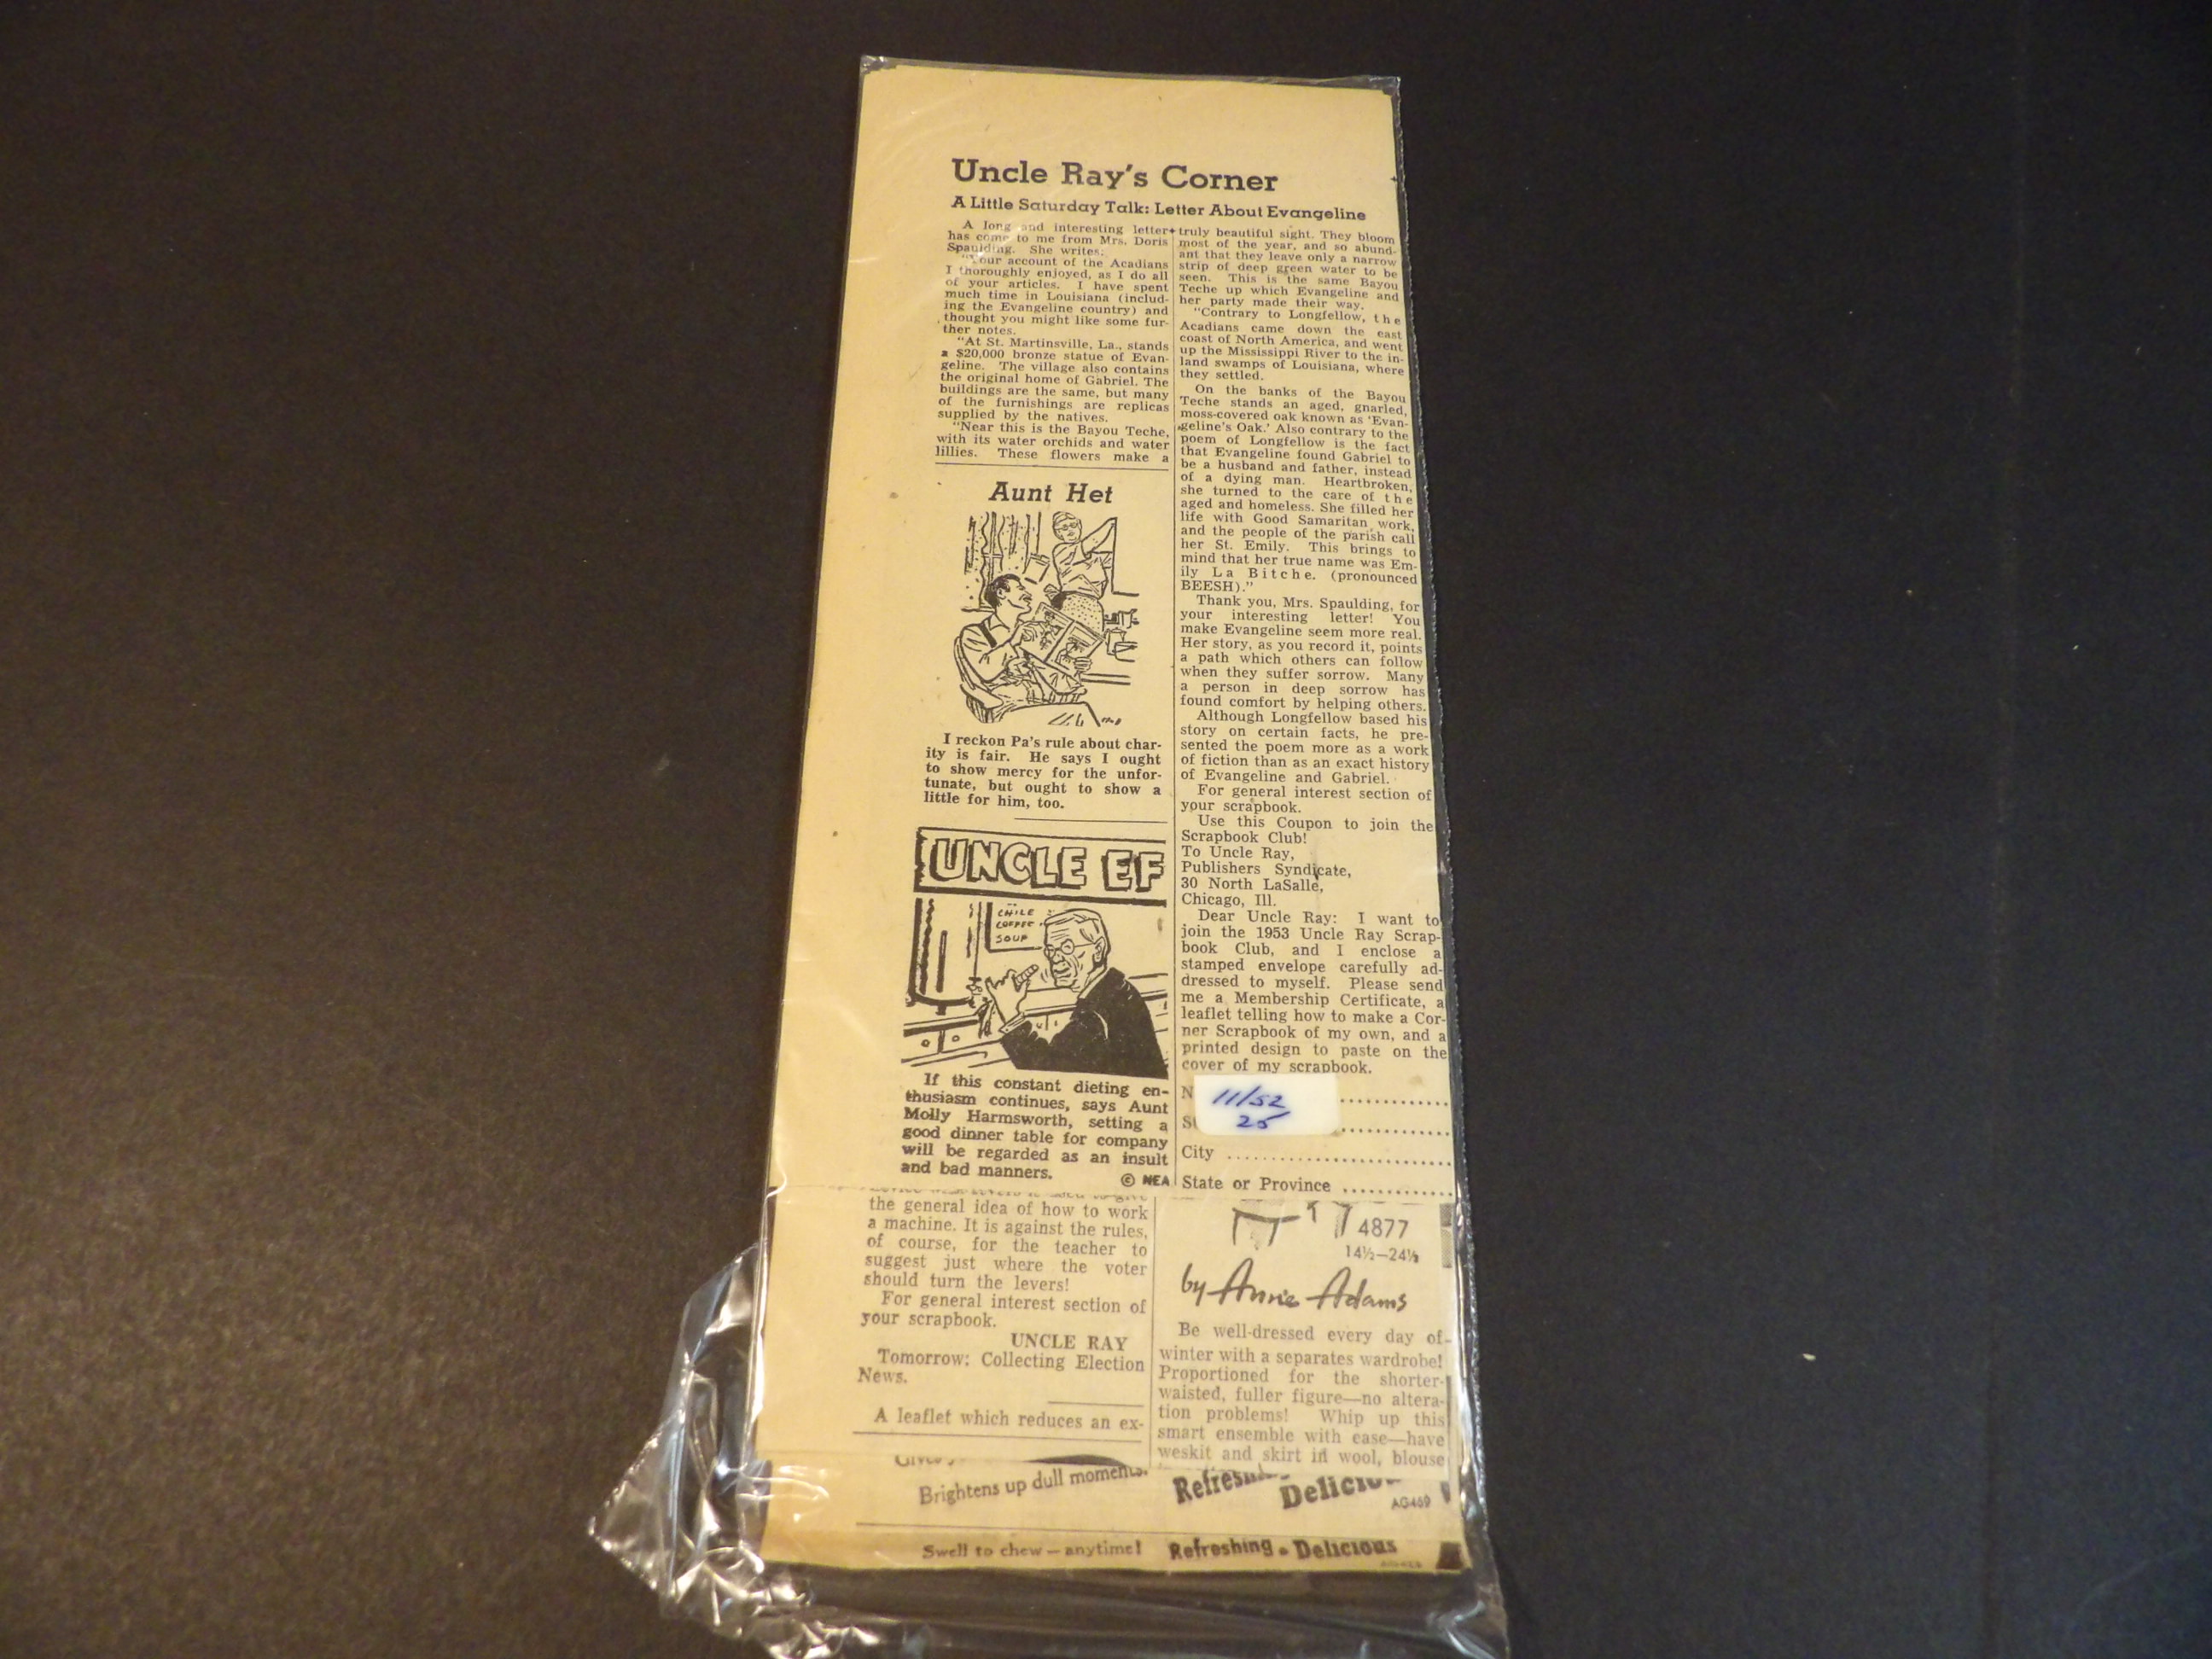 Uncle Ray's Corner
A Little Saturday Talk: Letter About Evangeline
A long and interesting letter
has come to me from Mrs. Doris
Spaulding. She writes:
"Your account of the Acadians
I thoroughly enjoyed, as I do all
of your articles. I have spent
much time in Louisiana (includ-
ing the Evangeline country) and
thought you might like some fur-
ther notes.
"At St. Martinsville, La., stands
a $20,000 bronze statue of Evan-
geline. The village also contains
the original home of Gabriel. The
buildings are the same, but many
of the furnishings are replicas
supplied by the natives.
"Near this is the Bayou Teche,
with its water orchids and water
lillies. These flowers make a
truly beautiful sight. They bloom
most of the year, and so abund-
ant that they leave only a narrow
strip of deep green water to be
seen. This is the same Bayou
Teche up which Evangeline and
her party made their way.
"Contrary to Longfellow, the
Acadians came down the east
coast of North America, and went
up the Mississippi River to the in-
land swamps of Louisiana, where
they settled.
On the banks of the Bayou
Teche stands an aged, gnarled,
moss-covered oak known as 'Evan-
geline's Oak.' Also contrary to the
poem of Longfellow is the fact
that Evangeline found Gabriel to
be a husband and father, instead
of a dying man. Heartbroken,
she turned to the care of the
aged and homeless. She filled her
life with Good Samaritan work,
and the people of the parish call
her St. Emily. This brings to
mind that her true name was Em-
ily La Bitche. (pronounced
BEESH)."
Thank you, Mrs. Spaulding, for
your interesting letter! You
make Evangeline seem more real.
Her story, as you record it, points
a path which others can follow
when they suffer sorrow. Many
a person in deep sorrow has
found comfort by helping others.
Although Longfellow based his
story on certain facts, he pre-
sented the poem more as a work
of fiction than as an exact history
of Evangeline and Gabriel.
For general interest section of
your scrapbook.
Use this Coupon to join the
Scrapbook Club!
To Uncle Ray,
Publishers Syndicate,
30 North LaSalle,
Chicago, Ill.
Dear Uncle Ray: I want to
join the 1953 Uncle Ray Scrap-
book Club, and I enclose a
stamped envelope carefully ad-
dressed to myself. Please send
me a Membership Certificate, a
leaflet telling how to make a Cor-
ner Scrapbook of my own, and a
printed design to paste on the
cover of my scrapbook.
N
11/52
25
City
State or Province
Aunt Het
I reckon Pa's rule about char-
ity is fair. He says I ought
to show mercy for the unfor-
tunate, but ought to show a
little for him, too.
UNCLE EF
CHILE
COFFEE
SOUP
If this constant dieting en-
thusiasm continues, says Aunt
Molly Harmsworth, setting a
good dinner table for company
will be regarded as an insult
and bad manners.
© NEA
the general idea of how to work
a machine. It is against the rules,
of course, for the teacher to
suggest just where the voter
should turn the levers!
For general interest section of
your scrapbook.
UNCLE RAY
Tomorrow: Collecting Election
News.
A leaflet which reduces an ex-
4877
14½–24½
by Anne Adams
Be well-dressed every day of
winter with a separates wardrobe!
Proportioned for the shorter-
waisted, fuller figure—no altera-
tion problems! Whip up this
smart ensemble with ease—have
weskit and skirt in wool, blouse
Brightens up dull moments.
AG469
Swell to chew – anytime!
Refreshing - Delicious